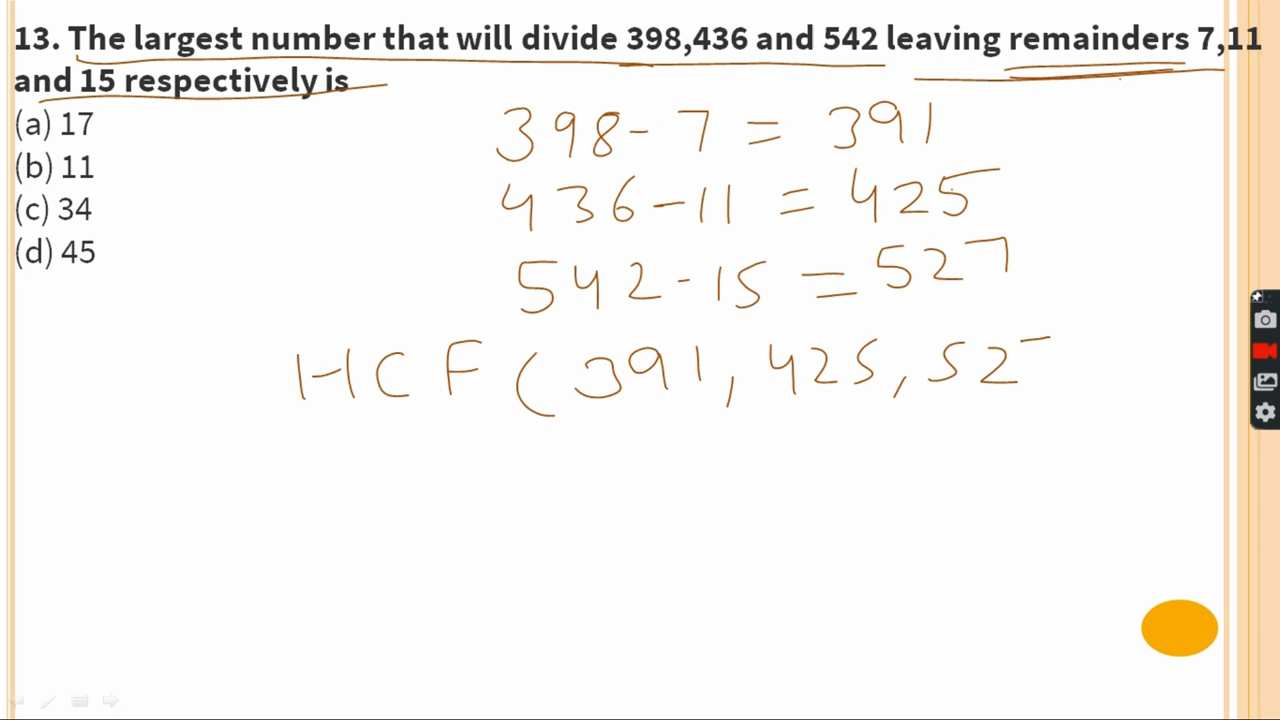 13. The largest number that will divide 398,436 and 542 leaving remainders 7,11
and 15 respectively is
(a) 17
(b) 11
(c) 34
(d) 45
398 - 7 = 391
436 - 11 = 425
542 - 15 = 527
HCF (391, 425, 52